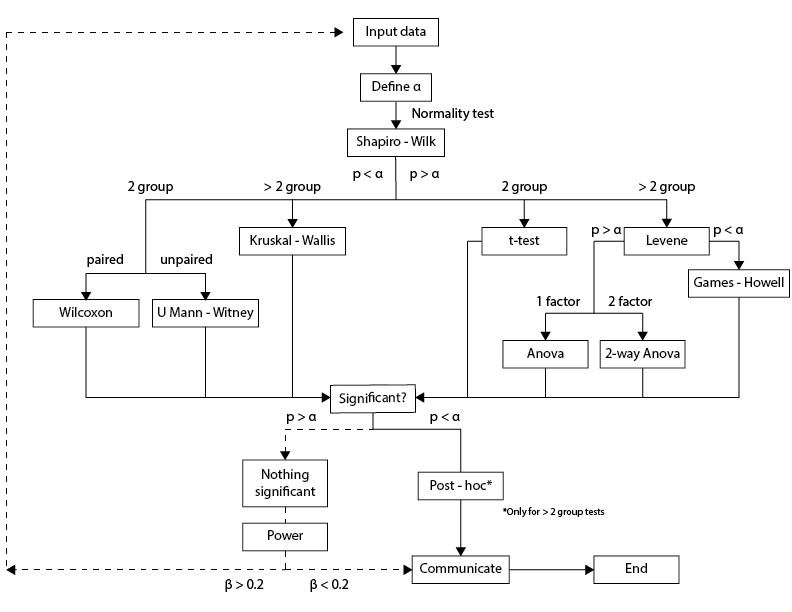 Input data
Define α
Normality test
Shapiro - Wilk
p < α
p > α
2 group
> 2 group
2 group
> 2 group
Kruskal - Wallis
t-test
p > α
Levene
p < α
paired
unpaired
Games - Howell
Wilcoxon
U Mann - Witney
1 factor
2 factor
Anova
2-way Anova
Significant?
p > α
p < α
Nothing
significant
Post - hoc*
*Only for > 2 group tests
Power
Communicate
End
β > 0.2
β < 0.2